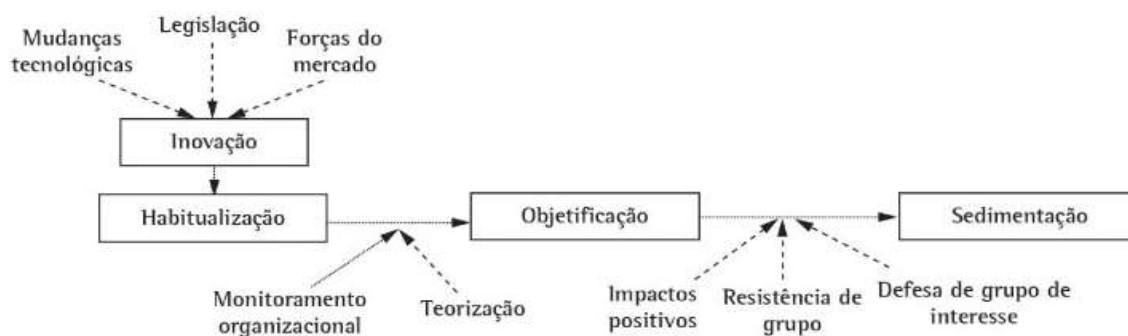 Legislação
Mudanças
tecnológicas
Forças do
mercado
Inovação
Habitualização
Objetificação
Sedimentação
Monitoramento
organizacional
Teorização
Impactos
positivos
Resistência de
grupo
Defesa de grupo de
interesse